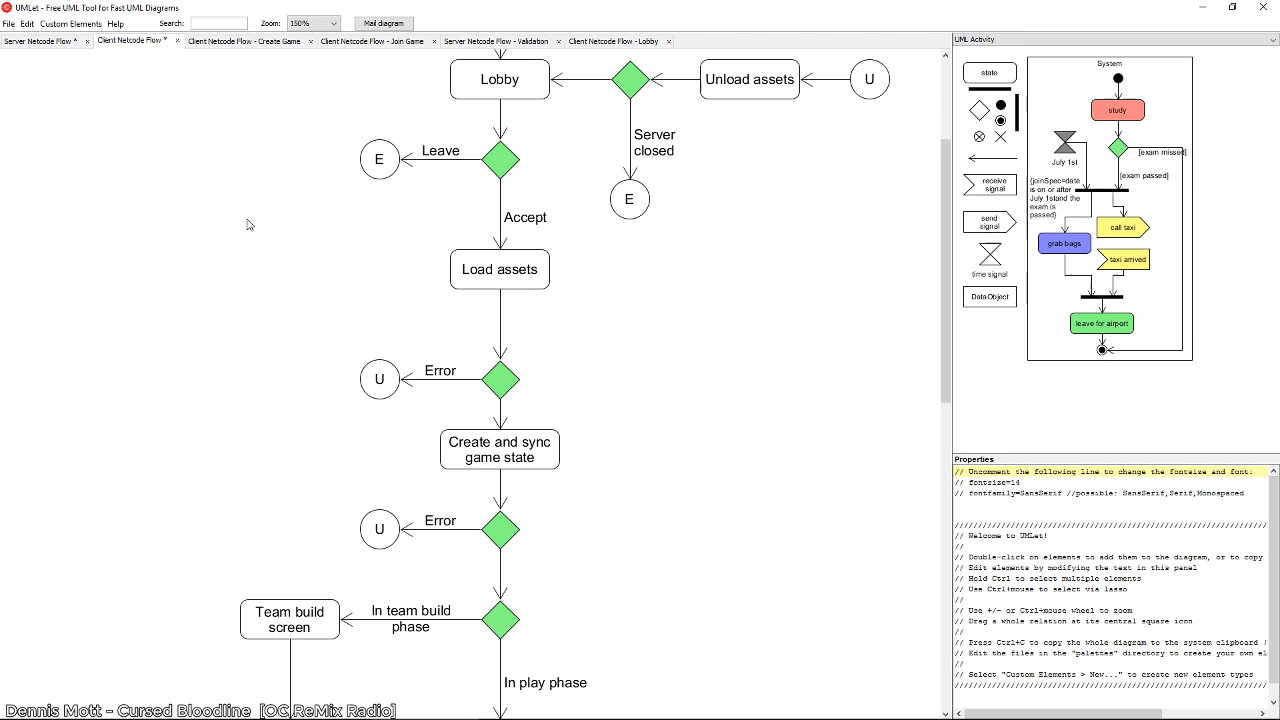 UMLet - Free UML Tool for Fast UML Diagrams
File Edit Custom Elements Help Search: Zoom: 150% Mail diagram
Server Netcode Flow * × Client Netcode Flow * × Client Netcode Flow - Create Game × Client Netcode Flow - Join Game × Server Netcode Flow - Validation × Client Netcode Flow - Lobby ×
UML Activity
Lobby
Unload assets
U
Server
closed
E
Leave
E
Accept
Load assets
Error
U
Create and sync
game state
Error
U
In team build
phase
Team build
screen
In play phase
state
receive
signal
send
signal
time signal
DataObject
System
study
July 1st
[exam missed]
[exam passed]
{joinSpec=date
is on or after
July 1stand the
exam is
passed}
call taxi
grab bags
taxi arrived
leave for airport
Properties
// Uncomment the following line to change the fontsize and font:
// fontsize=14
// fontfamily=SansSerif //possible: SansSerif,Serif,Monospaced
////////////////////////////////////////////////////////////////
// Welcome to UMLet!
//
// Double-click on elements to add them to the diagram, or to copy
// Edit elements by modifying the text in this panel
// Hold Ctrl to select multiple elements
// Use Ctrl+mouse to select via lasso
//
// Use +/- or Ctrl+mouse wheel to zoom
// Drag a whole relation at its central square icon
//
// Press Ctrl+C to copy the whole diagram to the system clipboard (
// Edit the files in the "palettes" directory to create your own el
//
// Select "Custom Elements > New..." to create new element types
////////////////////////////////////////////////////////////////
Dennis Mott - Cursed Bloodline [OC ReMix Radio]